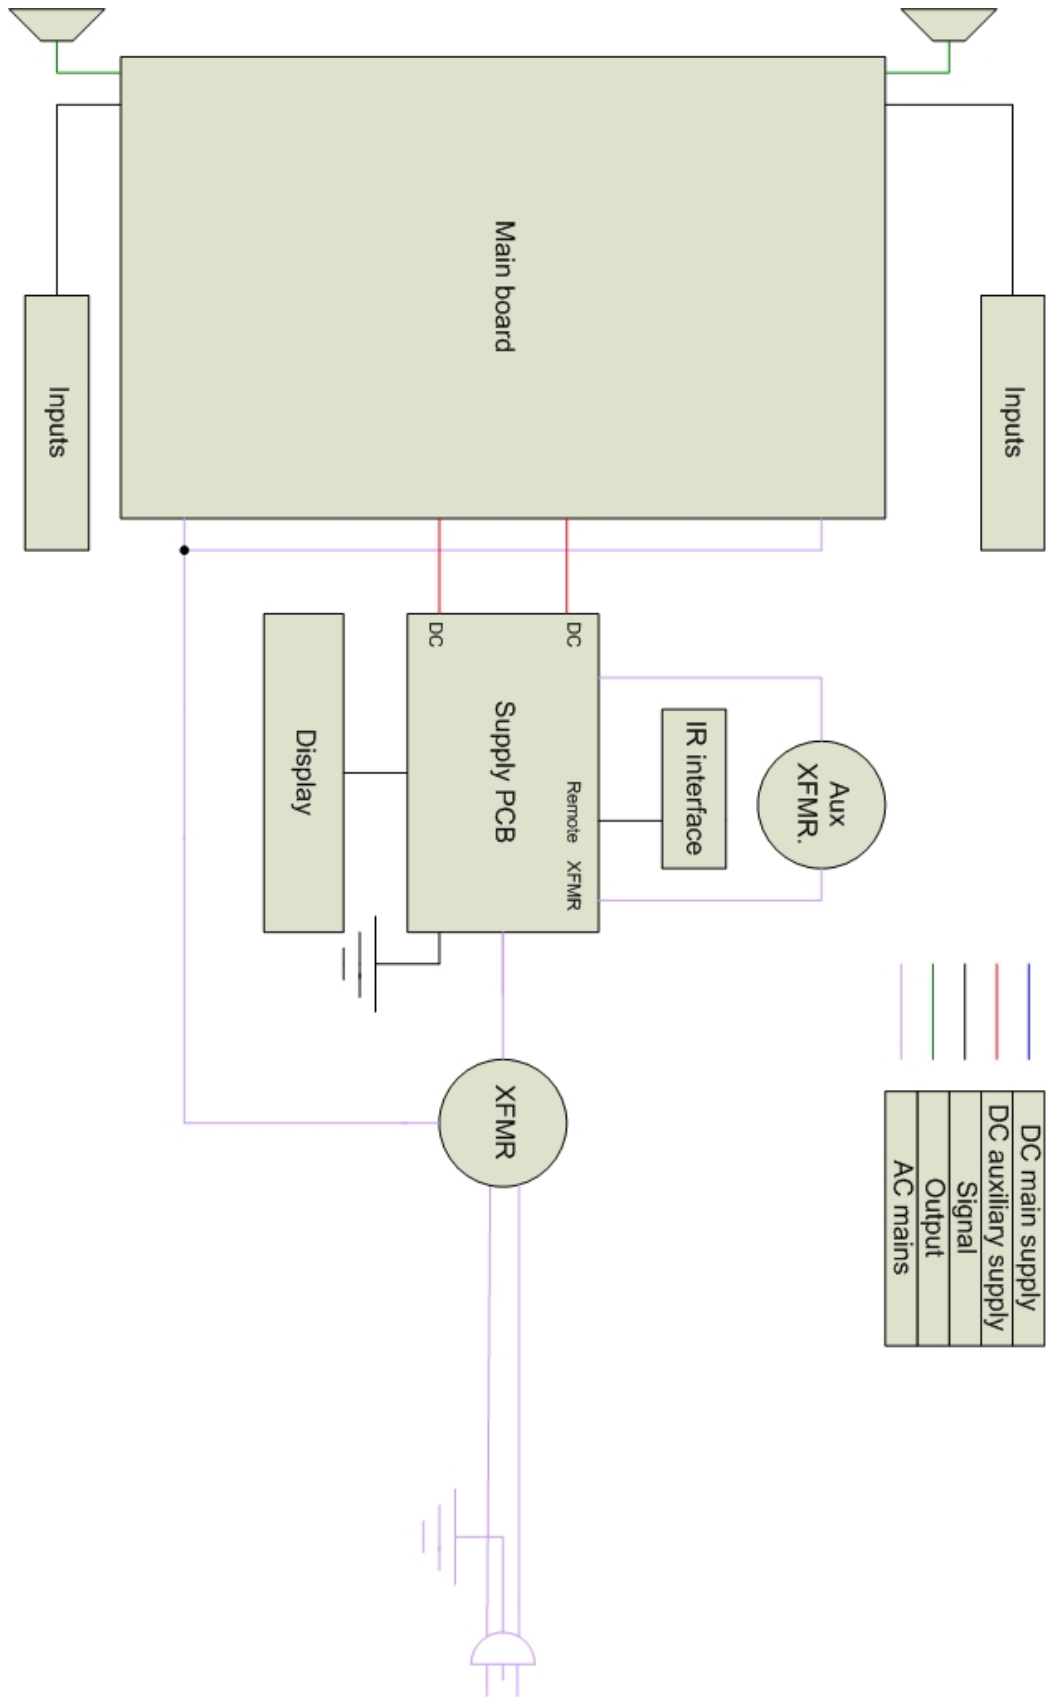 Inputs
Main board
Inputs
DC
DC
Supply PCB
Remote
XFMR
IR interface
Aux
XFMR.
Display
XFMR
DC main supply
DC auxiliary supply
Signal
Output
AC mains